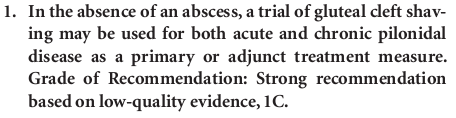 1. In the absence of an abscess, a trial of gluteal cleft shav-
ing may be used for both acute and chronic pilonidal
disease as a primary or adjunct treatment measure.
Grade of Recommendation: Strong recommendation
based on low-quality evidence, 1C.